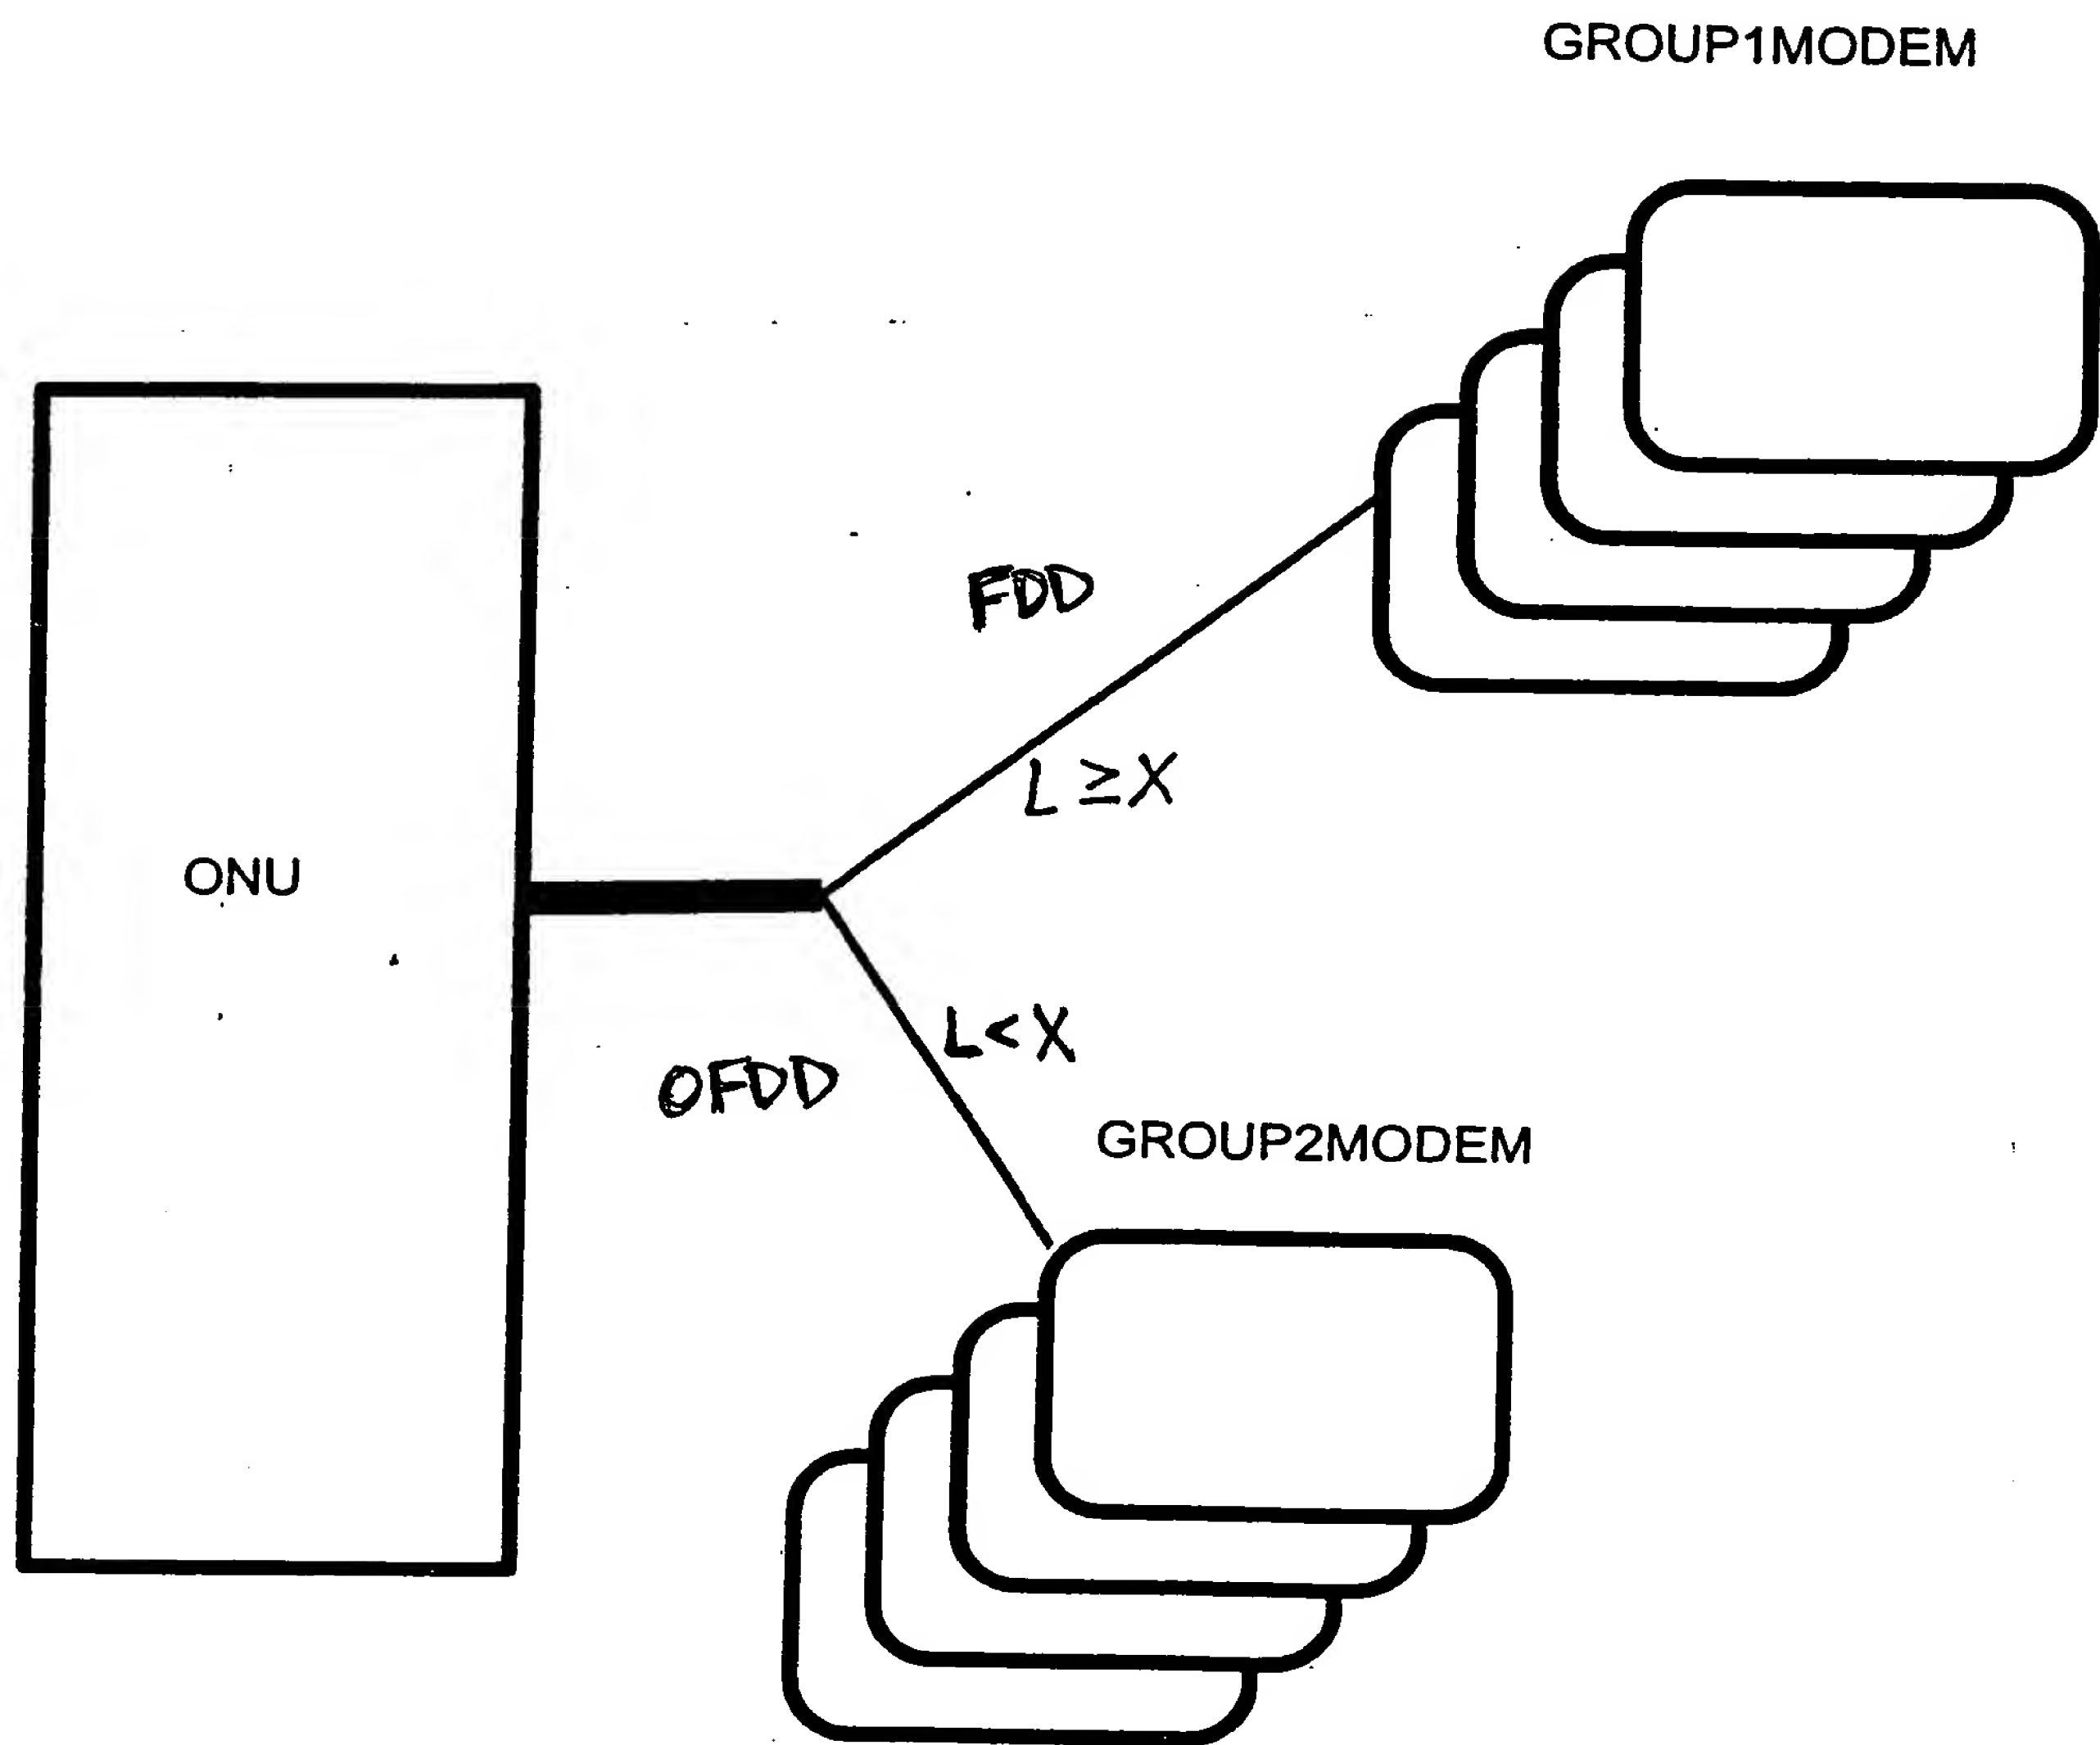 GROUP1MODEM
FDD
L ≥ X
ONU
L < X
OFDD
GROUP2MODEM